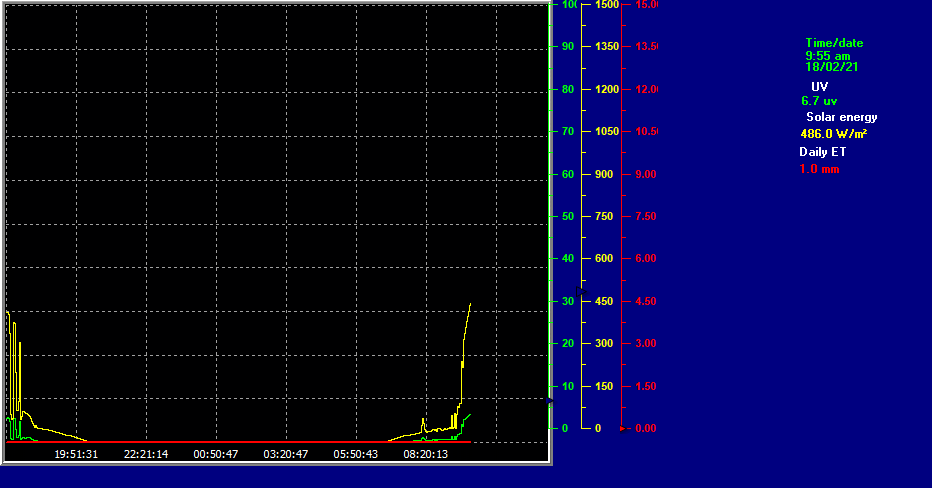 100 1500 15.00
90 1350 13.50
80 1200 12.00
70 1050 10.50
60 900 9.00
50 750 7.50
40 600 6.00
30 450 4.50
20 300 3.00
10 150 1.50
0 0 0.00
19:51:31 22:21:14 00:50:47 03:20:47 05:50:43 08:20:13
Time/date
9:55 am
18/02/21
UV
6.7 uv
Solar energy
486.0 W/m²
Daily ET
1.0 mm